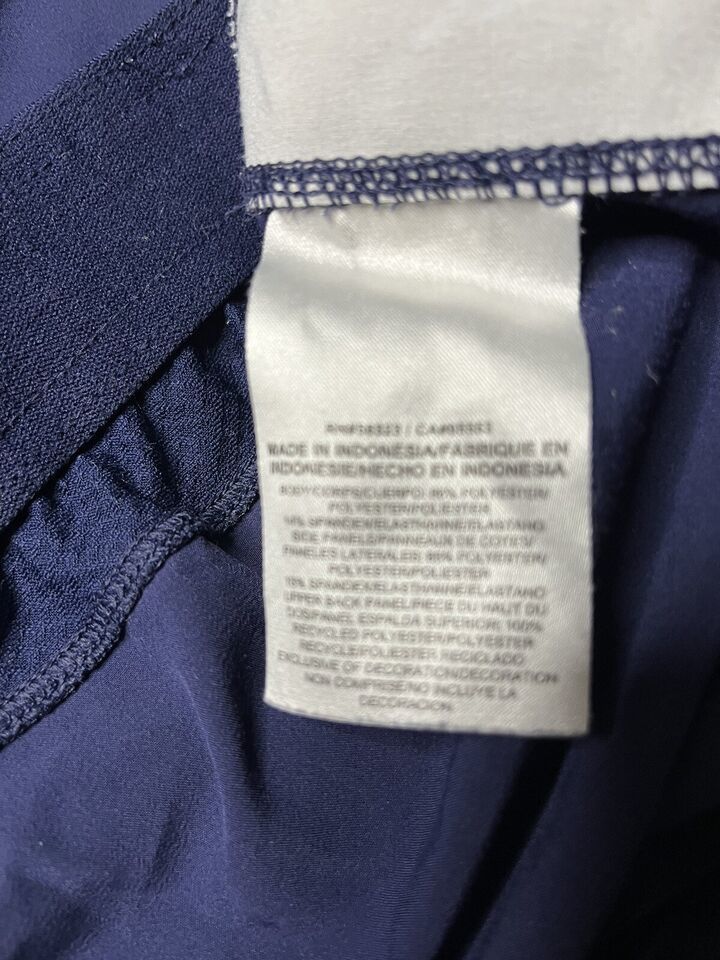 MADE IN INDONESIA/FABRIQUE EN
INDONESIE/HECHO EN INDONESIA
BODY/CORPS/CUERPO: 86% POLYESTER/
POLYESTER/POLIESTER
14% SPANDEX/ELASTHANNE/ELASTANO
SIDE PANELS/PANNEAUX DE COTES/
PANELES LATERALES: POLYESTER/
POLYESTER/POLIESTER
SPANDEX/ELASTHANNE/ELASTANO
UPPER BACK PANEL/PIECE DU HAUT DU
DOS/PANEL ESPALDA SUPERIOR: 100%
RECYCLED POLYESTER/POLYESTER
RECYCLE/POLIESTER RECICLADO
EXCLUSIVE OF DECORATION/DECORATION
NON COMPRISE/NO INCLUYE LA
DECORACION